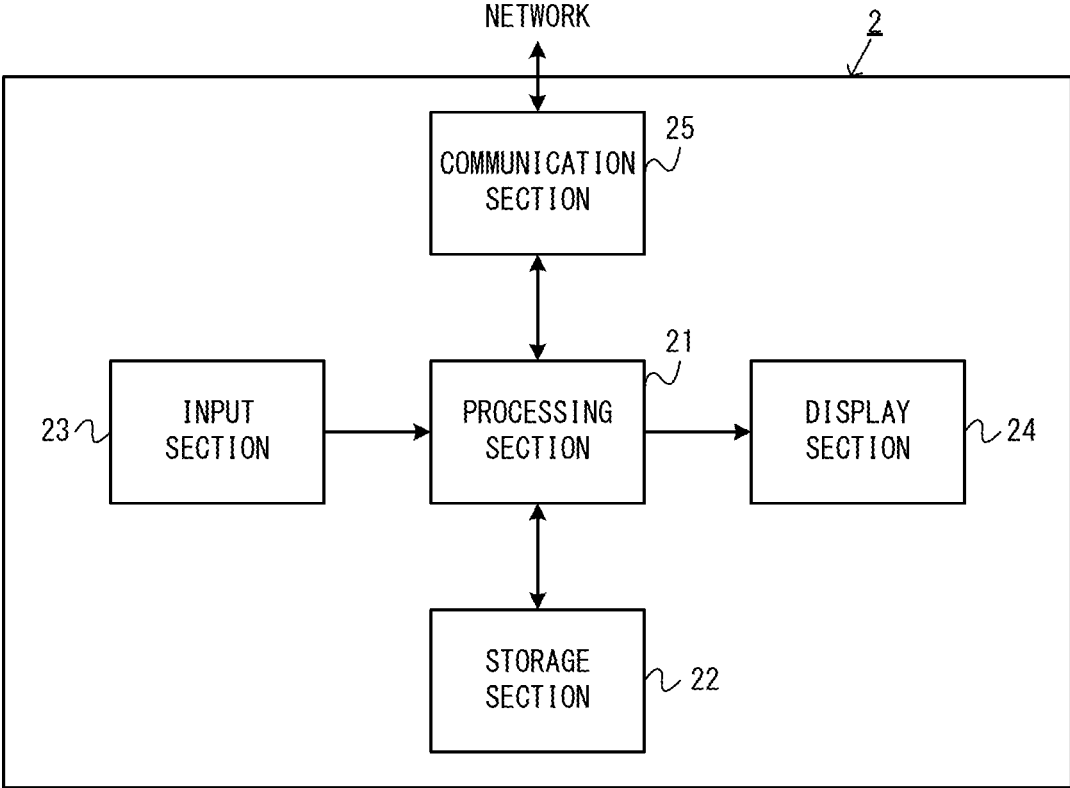 NETWORK
2
COMMUNICATION
SECTION
25
INPUT
SECTION
23
PROCESSING
SECTION
21
DISPLAY
SECTION
24
STORAGE
SECTION
22